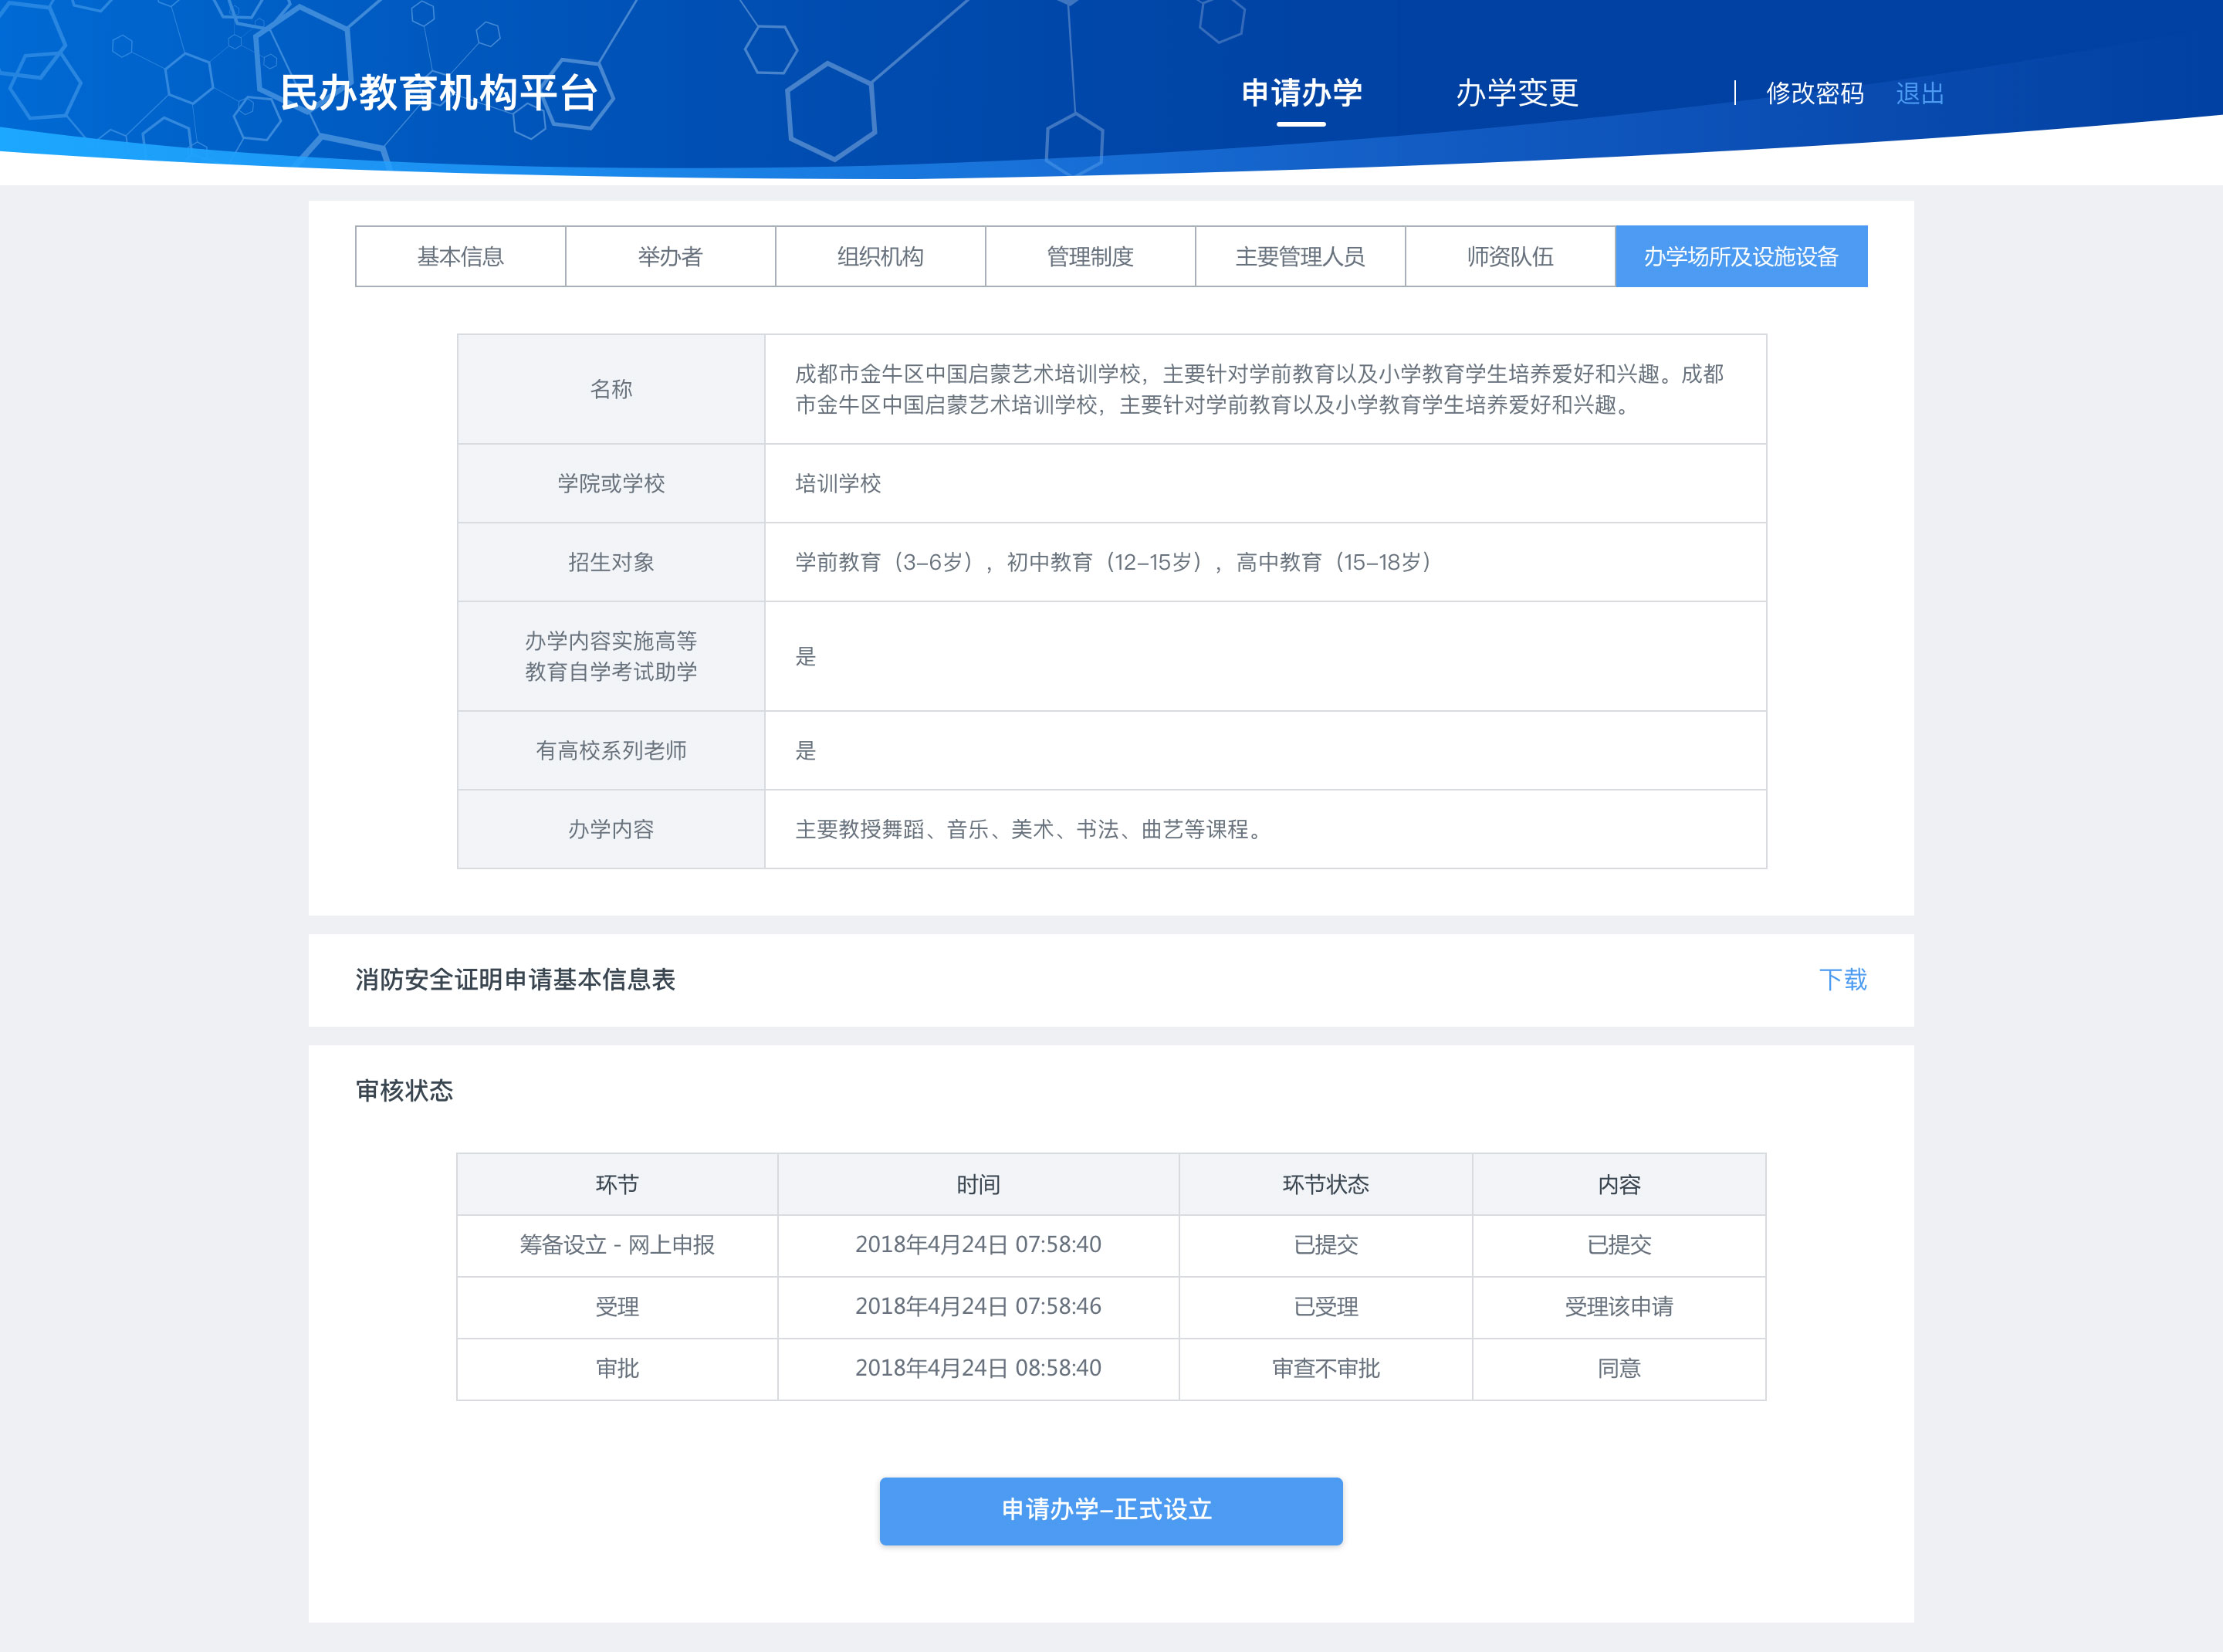 民办教育机构平台
申请办学
办学变更
修改密码
退出
基本信息
举办者
组织机构
管理制度
主要管理人员
师资队伍
办学场所及设施设备
名称
成都市金牛区中国启蒙艺术培训学校，主要针对学前教育以及小学教育学生培养爱好和兴趣。成都
市金牛区中国启蒙艺术培训学校，主要针对学前教育以及小学教育学生培养爱好和兴趣。
学院或学校
培训学校
招生对象
学前教育（3–6岁），初中教育（12–15岁），高中教育（15–18岁）
办学内容实施高等
教育自学考试助学
是
有高校系列老师
是
办学内容
主要教授舞蹈、音乐、美术、书法、曲艺等课程。
消防安全证明申请基本信息表
下载
审核状态
环节
时间
环节状态
内容
筹备设立 - 网上申报
2018年4月24日 07:58:40
已提交
已提交
受理
2018年4月24日 07:58:46
已受理
受理该申请
审批
2018年4月24日 08:58:40
审查不审批
同意
申请办学–正式设立